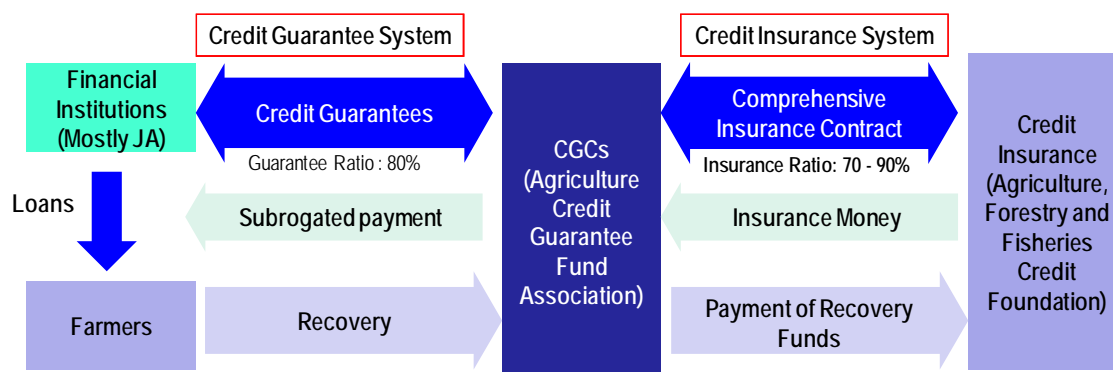 Credit Guarantee System
Credit Insurance System
Financial
Institutions
(Mostly JA)
Credit Guarantees
Guarantee Ratio : 80%
Comprehensive
Insurance Contract
Insurance Ratio: 70 - 90%
CGCs
(Agriculture
Credit
Guarantee
Fund
Association)
Credit
Insurance
(Agriculture,
Forestry and
Fisheries
Credit
Foundation)
Loans
Subrogated payment
Insurance Money
Farmers
Recovery
Payment of Recovery
Funds